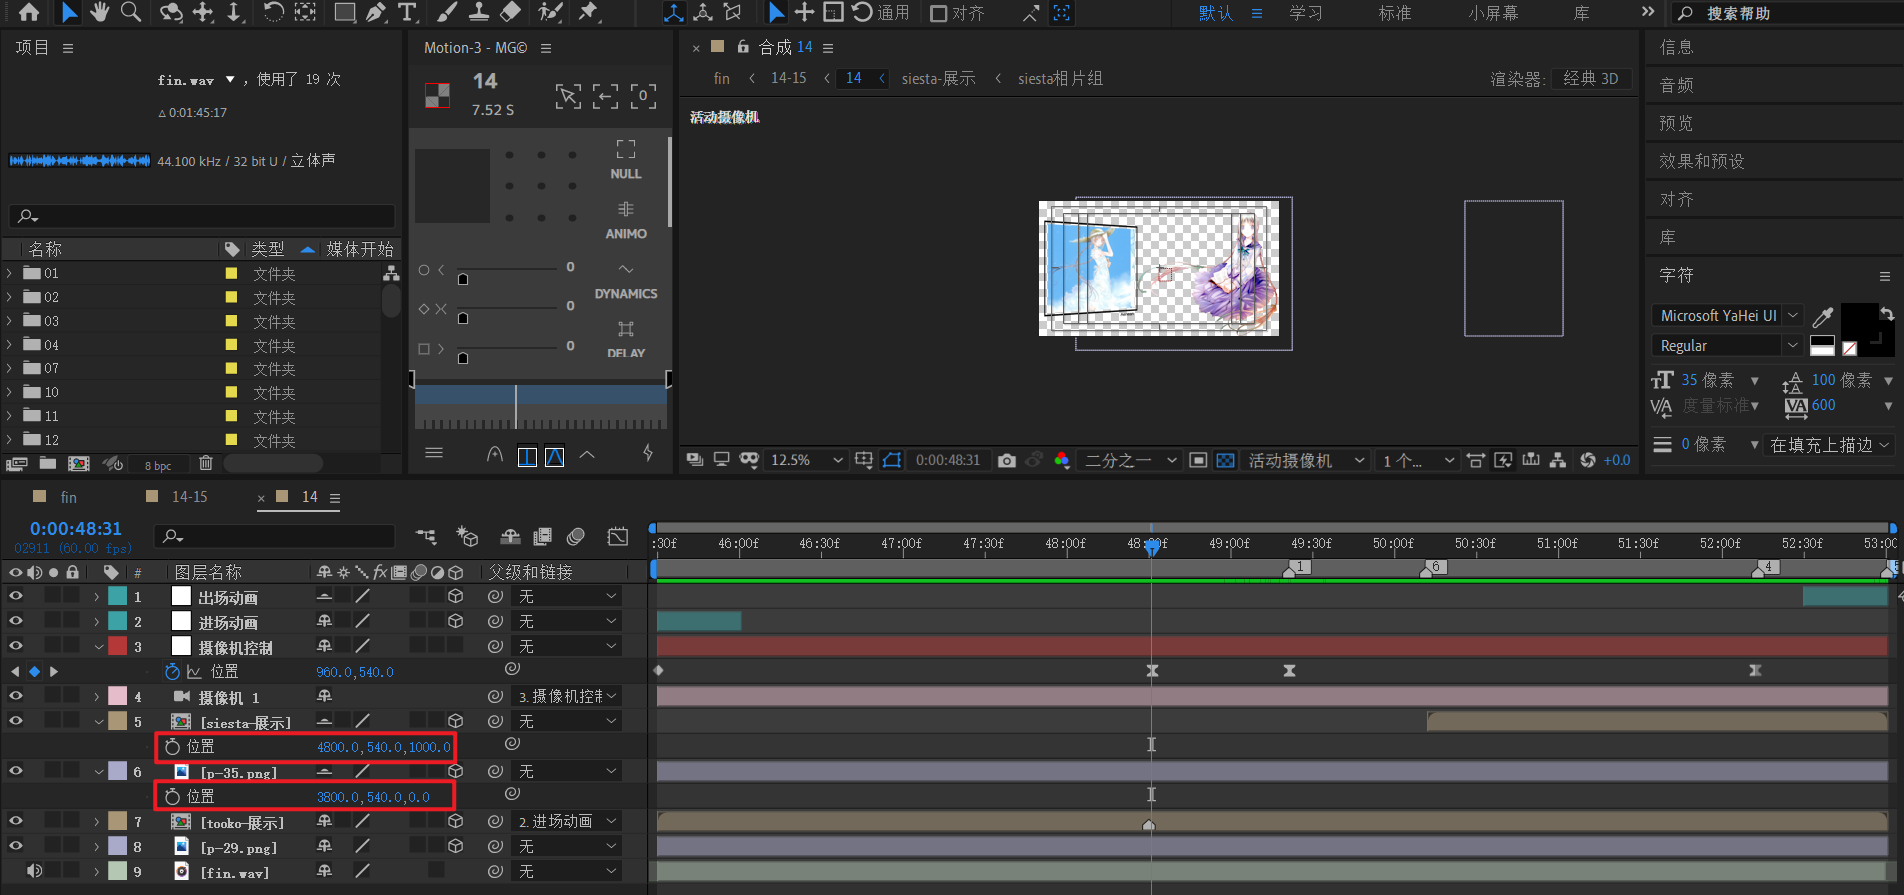 通用
对齐
默认
学习
标准
小屏幕
库
搜索帮助
项目
fin.wav ▼ ，使用了 19 次
△ 0:01:45:17
44.100 kHz / 32 bit U / 立体声
名称
类型
媒体开始
01 文件夹
02 文件夹
03 文件夹
04 文件夹
07 文件夹
10 文件夹
11 文件夹
12 文件夹
8 bpc
Motion-3 - MG©
14
7.52 S
NULL
ANIMO
DYNAMICS
DELAY
0
0
0
合成 14
fin < 14-15 < 14 < siesta-展示 < siesta相片组
渲染器: 经典 3D
活动摄像机
12.5%
0:00:48:31
二分之一
活动摄像机
1 个...
+0.0
信息
音频
预览
效果和预设
对齐
库
字符
Microsoft YaHei UI
Regular
35 像素
100 像素
度量标准
600
0 像素
在填充上描边
fin
14-15
14
0:00:48:31
02911 (60.00 fps)
:30f 46:00f 46:30f 47:00f 47:30f 48:00f 48:30f 49:00f 49:30f 50:00f 50:30f 51:00f 51:30f 52:00f 52:30f 53:00
1 6 4
# 图层名称 父级和链接
1 出场动画 无
2 进场动画 无
3 摄像机控制 无
位置 960.0,540.0
4 摄像机 1 3. 摄像机控制
5 [siesta-展示] 无
位置 4800.0,540.0,1000.0
6 [p-35.png] 无
位置 3800.0,540.0,0.0
7 [tooko-展示] 2. 进场动画
8 [p-29.png] 无
9 [fin.wav] 无